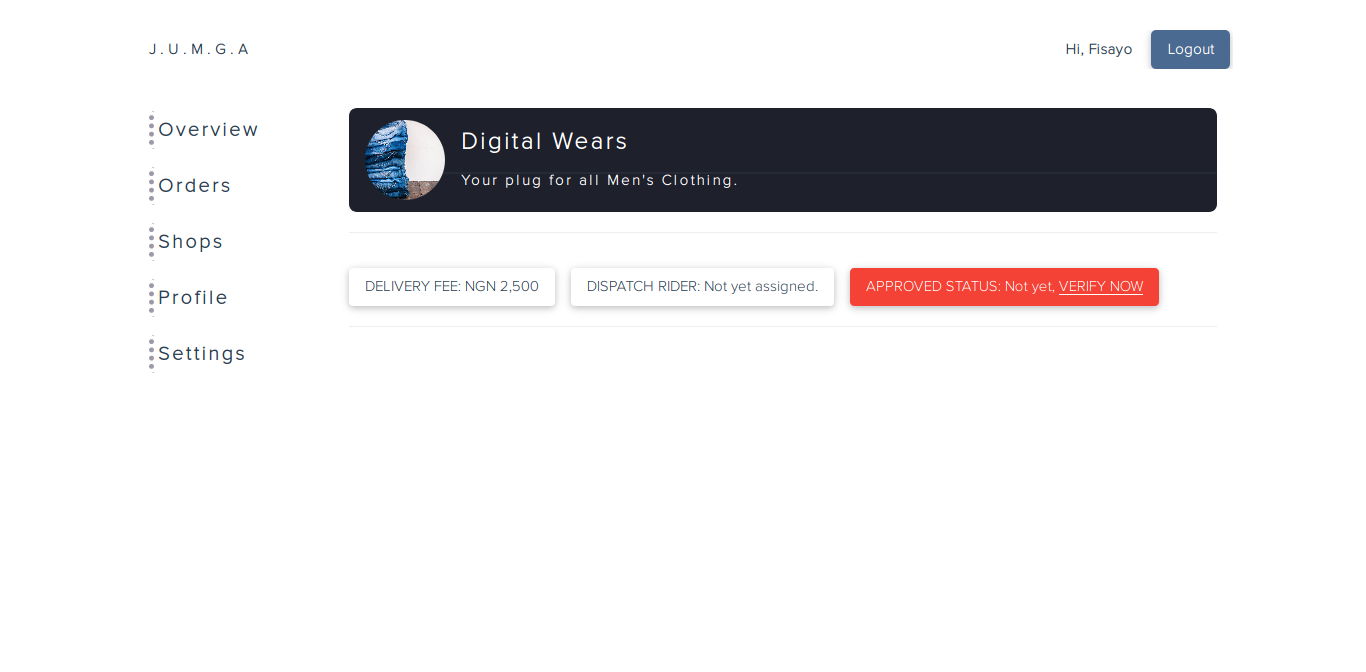 J.U.M.G.A
Hi, Fisayo
Logout
Overview
Orders
Shops
Profile
Settings
Digital Wears
Your plug for all Men's Clothing.
DELIVERY FEE: NGN 2,500
DISPATCH RIDER: Not yet assigned.
APPROVED STATUS: Not yet, VERIFY NOW